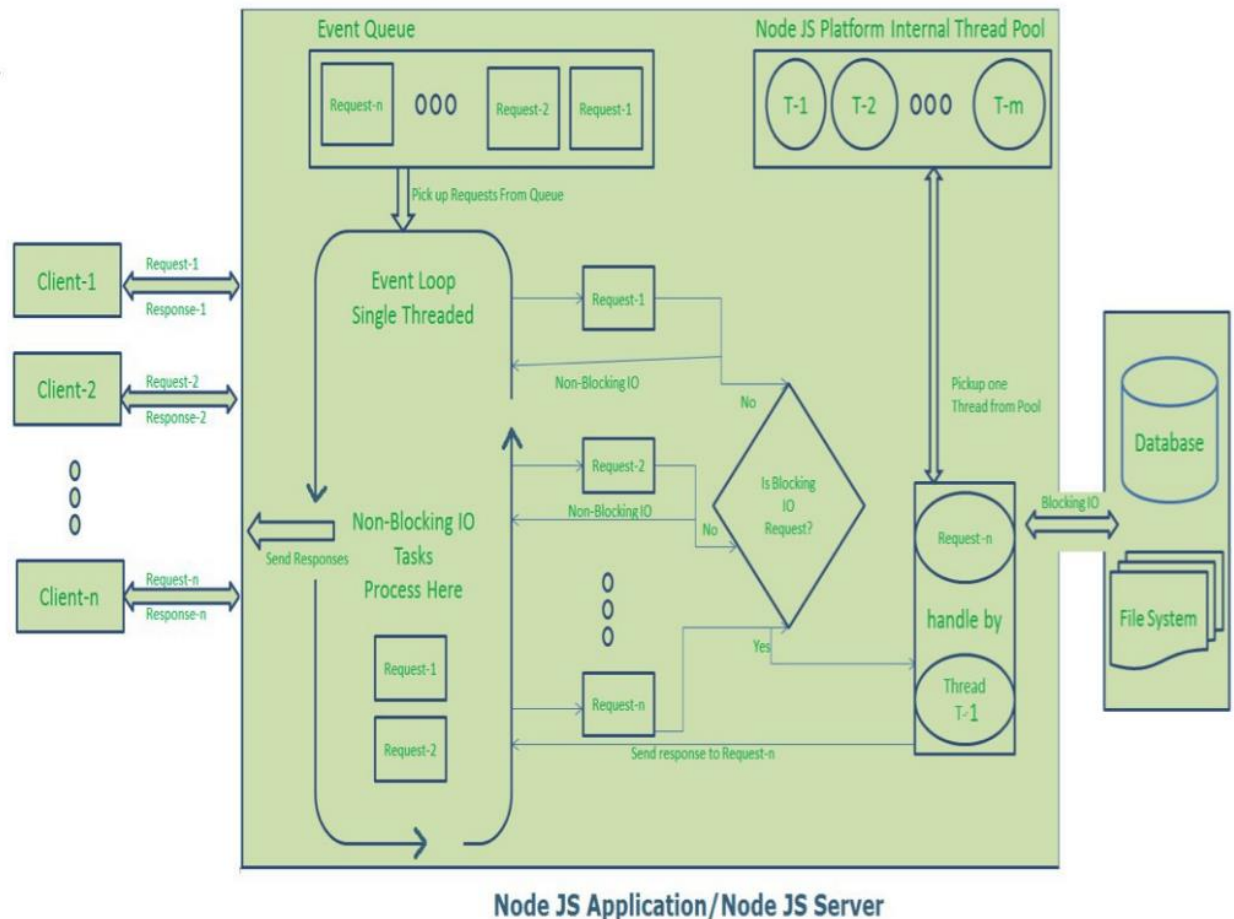 Event Queue
Request-n
OOO
Request-2
Request-1
Node JS Platform Internal Thread Pool
T-1
T-2
OOO
T-m
Pick up Requests From Queue
Client-1
Request-1
Response-1
Client-2
Request-2
Response-2
Client-n
Request-n
Response-n
Event Loop
Single Threaded
Request-1
Non-Blocking IO
No
Request-2
Non-Blocking IO
No
Is Blocking
IO
Request?
Yes
Pickup one
Thread from Pool
Send Responses
Non-Blocking IO
Tasks
Process Here
Request-1
Request-2
Request-n
Send response to Request-n
Request-n
handle by
Thread
T-1
Blocking IO
Database
File System
Node JS Application/Node JS Server